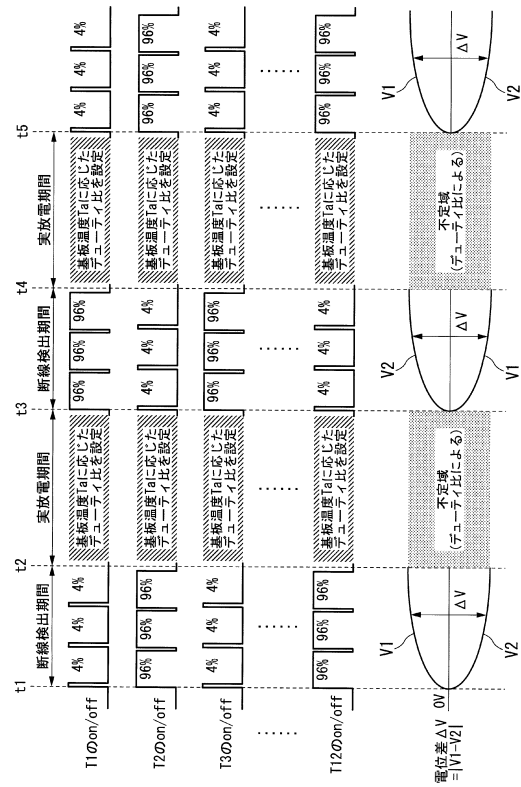 t1 t2 t3 t4 t5
断線検出期間 実放電期間 断線検出期間 実放電期間
T1のon/off
4% 4% 4%
基板温度Taに応じた
デューティ比を設定
96% 96% 96%
基板温度Taに応じた
デューティ比を設定
4% 4% 4%
T2のon/off
96% 96% 96%
基板温度Taに応じた
デューティ比を設定
4% 4% 4%
基板温度Taに応じた
デューティ比を設定
96% 96% 96%
T3のon/off
4% 4% 4%
基板温度Taに応じた
デューティ比を設定
96% 96% 96%
基板温度Taに応じた
デューティ比を設定
4% 4% 4%
...... ...... ...... ...... ...... ......
T12のon/off
96% 96% 96%
基板温度Taに応じた
デューティ比を設定
4% 4% 4%
基板温度Taに応じた
デューティ比を設定
96% 96% 96%
電位差ΔV
=|V1-V2|
0V
V1
ΔV
V2
不定域
(デューティ比による)
V2
ΔV
V1
不定域
(デューティ比による)
V1
ΔV
V2